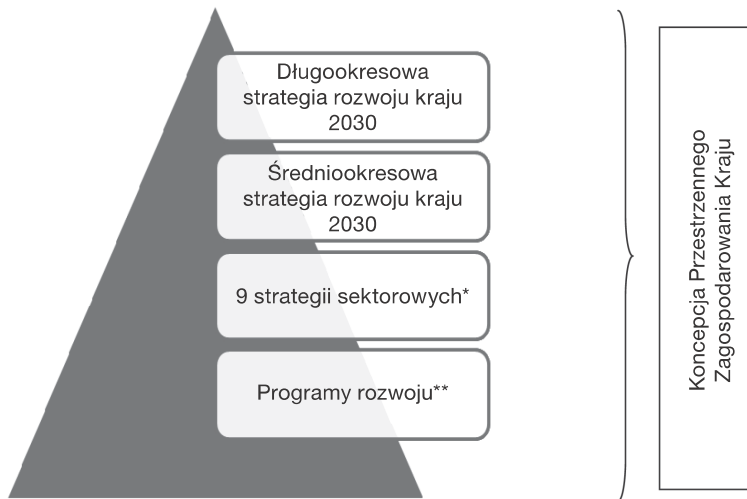 Długookresowa
strategia rozwoju kraju
2030
Średniookresowa
strategia rozwoju kraju
2030
9 strategii sektorowych*
Programy rozwoju**
Koncepcja Przestrzennego
Zagospodarowania Kraju